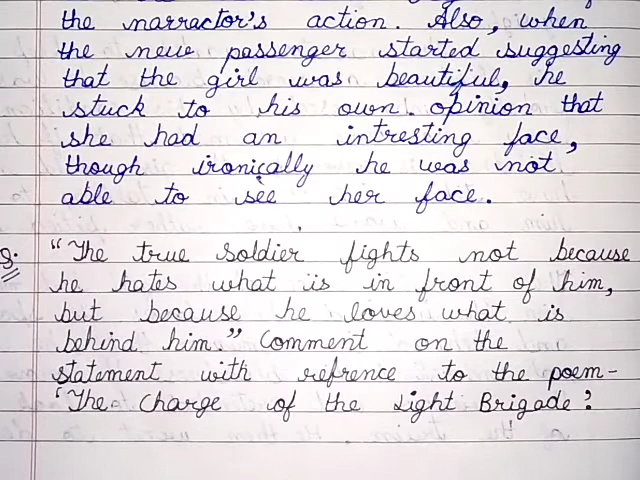 the narractor's action. Also, when
the new passenger started suggesting
that the girl was beautiful, he
stuck to his own opinion that
she had an intresting face,
though ironically he was not
able to see her face.
8. "The true soldier fights not because
he hates what is in front of him,
but because he loves what is
behind him." Comment on the
statement with refrence to the poem-
'The Charge of the Light Brigade'.